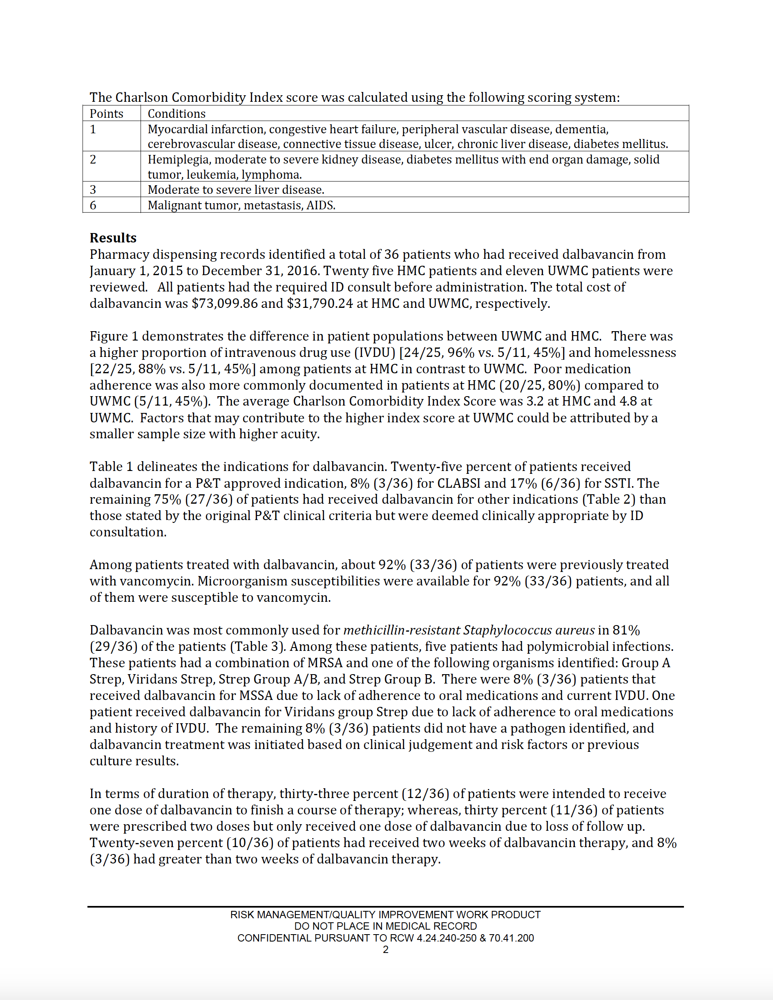 The Charlson Comorbidity Index score was calculated using the following scoring system:
Points Conditions
1 Myocardial infarction, congestive heart failure, peripheral vascular disease, dementia,
cerebrovascular disease, connective tissue disease, ulcer, chronic liver disease, diabetes mellitus.
2 Hemiplegia, moderate to severe kidney disease, diabetes mellitus with end organ damage, solid
tumor, leukemia, lymphoma.
3 Moderate to severe liver disease.
6 Malignant tumor, metastasis, AIDS.
Results
Pharmacy dispensing records identified a total of 36 patients who had received dalbavancin from
January 1, 2015 to December 31, 2016. Twenty five HMC patients and eleven UWMC patients were
reviewed. All patients had the required ID consult before administration. The total cost of
dalbavancin was $73,099.86 and $31,790.24 at HMC and UWMC, respectively.
Figure 1 demonstrates the difference in patient populations between UWMC and HMC. There was
a higher proportion of intravenous drug use (IVDU) [24/25, 96% vs. 5/11, 45%] and homelessness
[22/25, 88% vs. 5/11, 45%] among patients at HMC in contrast to UWMC. Poor medication
adherence was also more commonly documented in patients at HMC (20/25, 80%) compared to
UWMC (5/11, 45%). The average Charlson Comorbidity Index Score was 3.2 at HMC and 4.8 at
UWMC. Factors that may contribute to the higher index score at UWMC could be attributed by a
smaller sample size with higher acuity.
Table 1 delineates the indications for dalbavancin. Twenty-five percent of patients received
dalbavancin for a P&T approved indication, 8% (3/36) for CLABSI and 17% (6/36) for SSTI. The
remaining 75% (27/36) of patients had received dalbavancin for other indications (Table 2) than
those stated by the original P&T clinical criteria but were deemed clinically appropriate by ID
consultation.
Among patients treated with dalbavancin, about 92% (33/36) of patients were previously treated
with vancomycin. Microorganism susceptibilities were available for 92% (33/36) patients, and all
of them were susceptible to vancomycin.
Dalbavancin was most commonly used for methicillin-resistant Staphylococcus aureus in 81%
(29/36) of the patients (Table 3). Among these patients, five patients had polymicrobial infections.
These patients had a combination of MRSA and one of the following organisms identified: Group A
Strep, Viridans Strep, Strep Group A/B, and Strep Group B. There were 8% (3/36) patients that
received dalbavancin for MSSA due to lack of adherence to oral medications and current IVDU. One
patient received dalbavancin for Viridans group Strep due to lack of adherence to oral medications
and history of IVDU. The remaining 8% (3/36) patients did not have a pathogen identified, and
dalbavancin treatment was initiated based on clinical judgement and risk factors or previous
culture results.
In terms of duration of therapy, thirty-three percent (12/36) of patients were intended to receive
one dose of dalbavancin to finish a course of therapy; whereas, thirty percent (11/36) of patients
were prescribed two doses but only received one dose of dalbavancin due to loss of follow up.
Twenty-seven percent (10/36) of patients had received two weeks of dalbavancin therapy, and 8%
(3/36) had greater than two weeks of dalbavancin therapy.
RISK MANAGEMENT/QUALITY IMPROVEMENT WORK PRODUCT
DO NOT PLACE IN MEDICAL RECORD
CONFIDENTIAL PURSUANT TO RCW 4.24.240-250 & 70.41.200
2